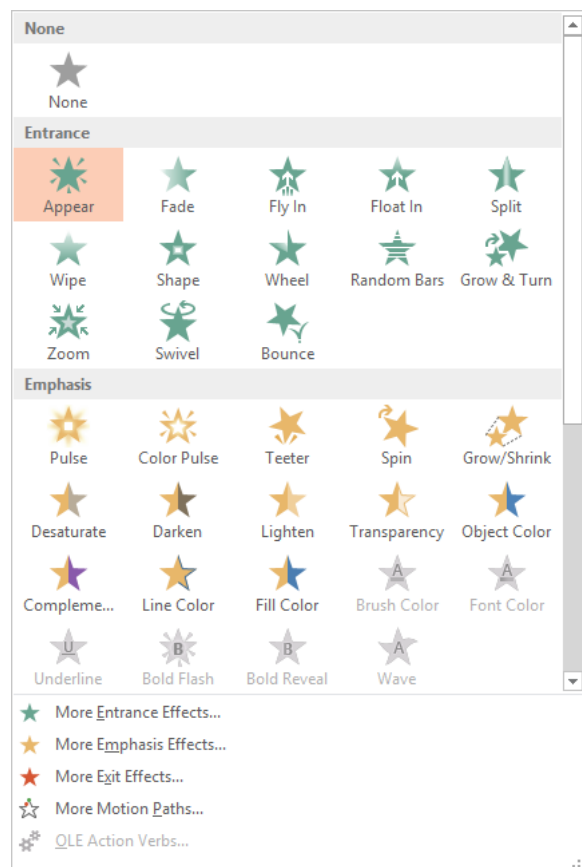 None
None
Entrance
Appear Fade Fly In Float In Split
Wipe Shape Wheel Random Bars Grow & Turn
Zoom Swivel Bounce
Emphasis
Pulse Color Pulse Teeter Spin Grow/Shrink
Desaturate Darken Lighten Transparency Object Color
Compleme... Line Color Fill Color Brush Color Font Color
U B B A
Underline Bold Flash Bold Reveal Wave
More Entrance Effects...
More Emphasis Effects...
More Exit Effects...
More Motion Paths...
OLE Action Verbs...